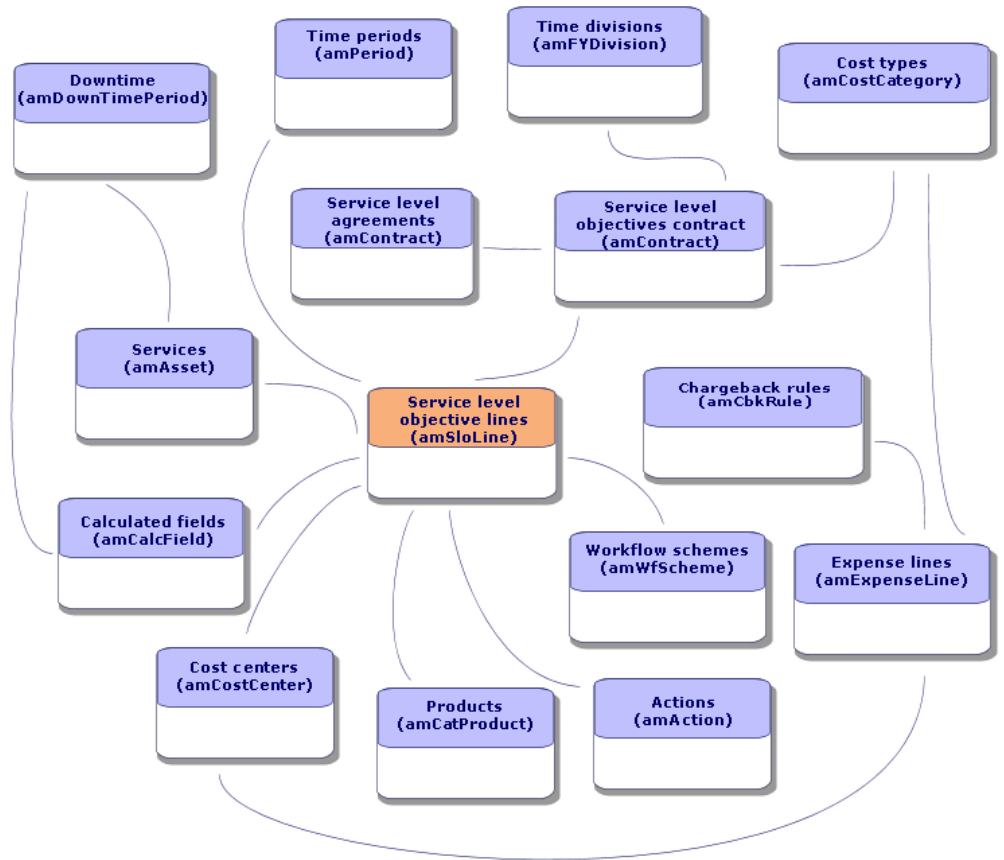 Time periods
(amPeriod)
Time divisions
(amFYDivision)
Cost types
(amCostCategory)
Downtime
(amDownTimePeriod)
Service level
agreements
(amContract)
Service level
objectives contract
(amContract)
Services
(amAsset)
Service level
objective lines
(amSloLine)
Chargeback rules
(amCbkRule)
Calculated fields
(amCalcField)
Workflow schemes
(amWfScheme)
Expense lines
(amExpenseLine)
Cost centers
(amCostCenter)
Products
(amCatProduct)
Actions
(amAction)